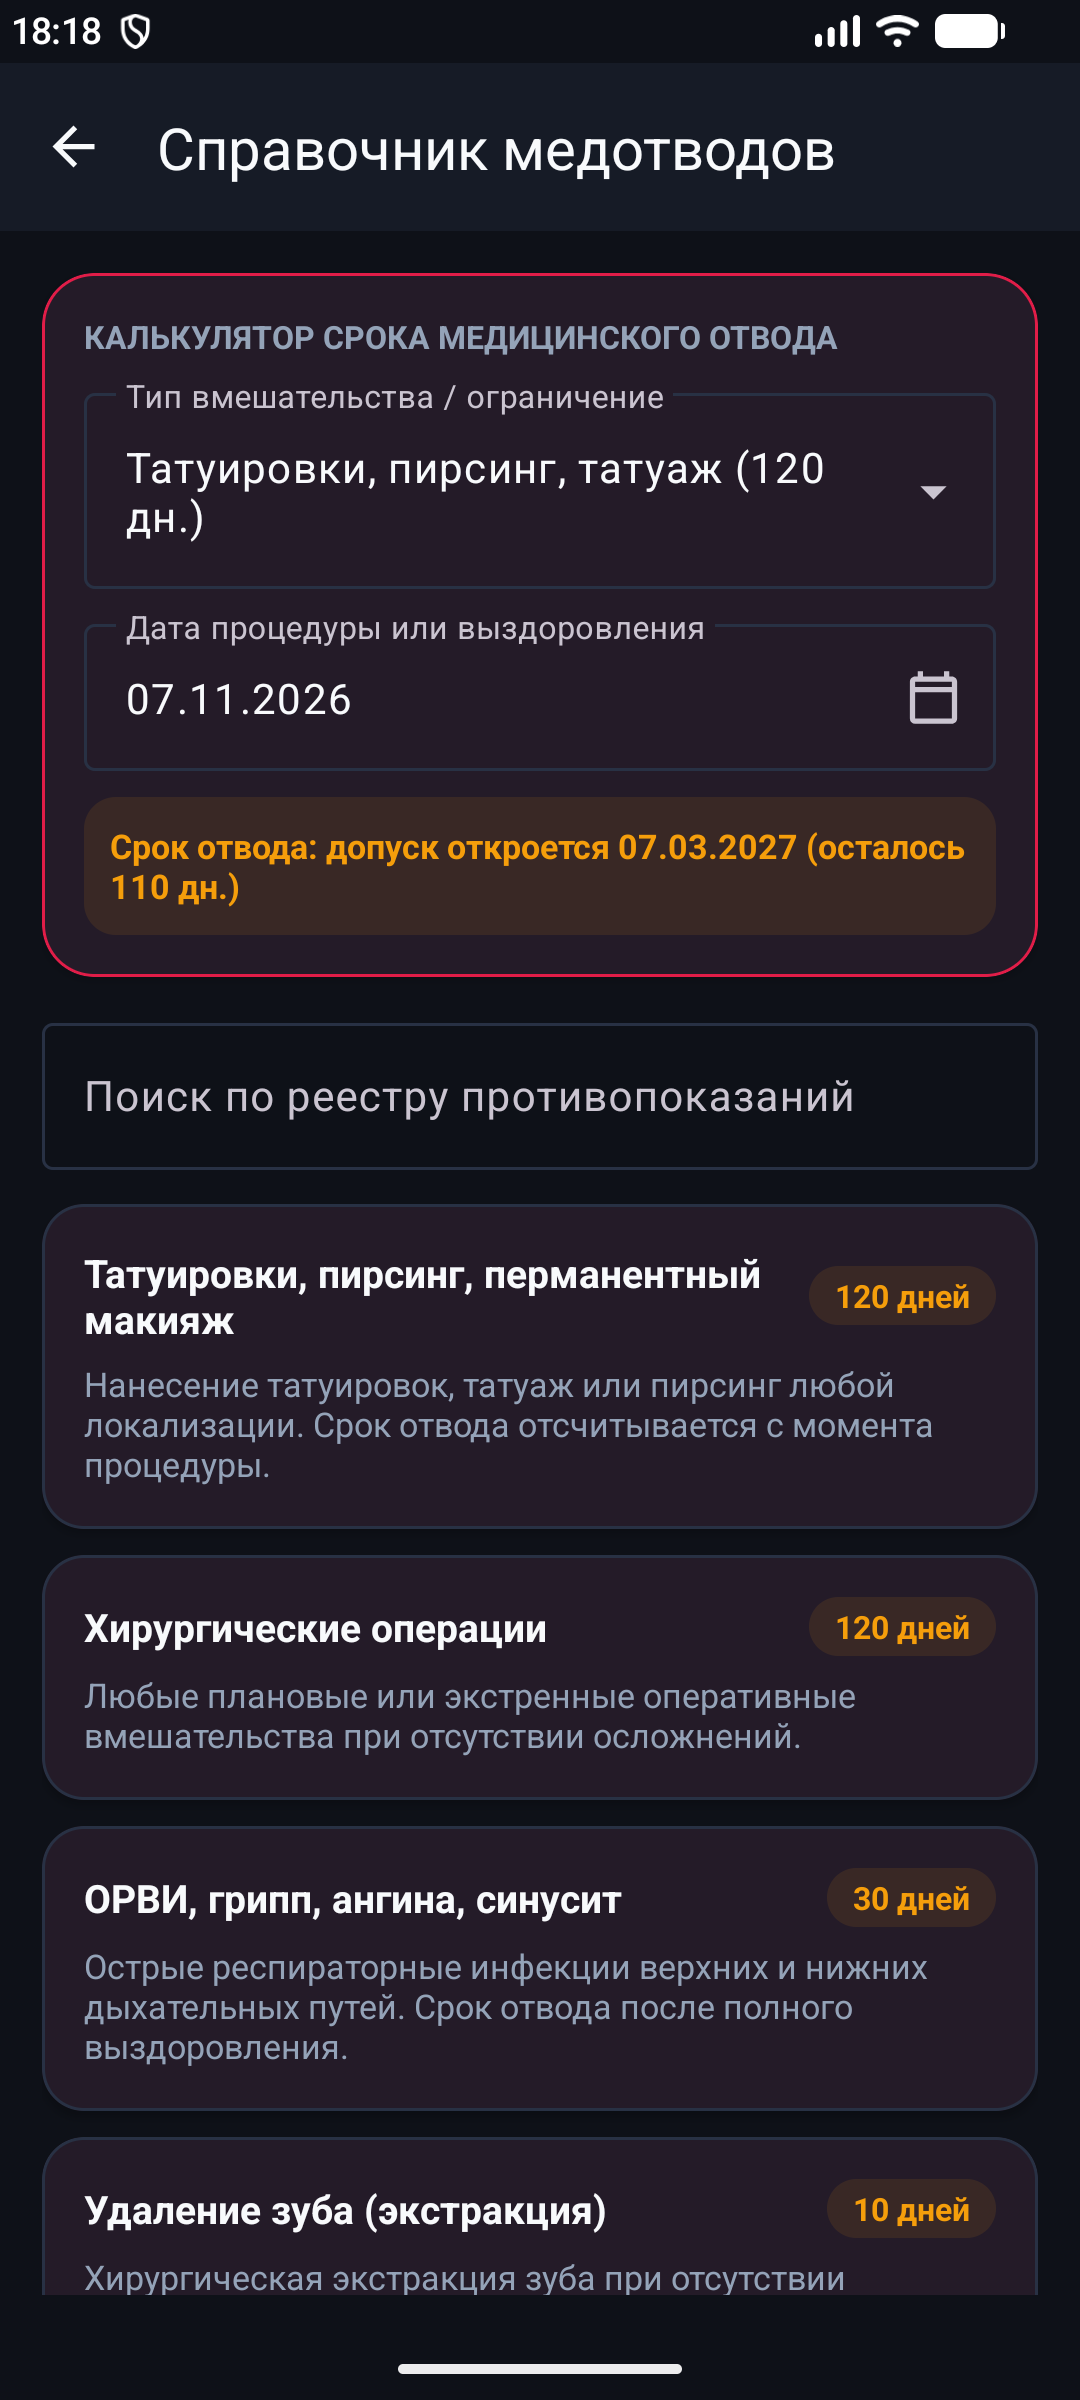 18:18
Справочник медотводов
КАЛЬКУЛЯТОР СРОКА МЕДИЦИНСКОГО ОТВОДА
Тип вмешательства / ограничение
Татуировки, пирсинг, татуаж (120
дн.)
Дата процедуры или выздоровления
07.11.2026
Срок отвода: допуск откроется 07.03.2027 (осталось
110 дн.)
Поиск по реестру противопоказаний
Татуировки, пирсинг, перманентный
макияж
120 дней
Нанесение татуировок, татуаж или пирсинг любой
локализации. Срок отвода отсчитывается с момента
процедуры.
Хирургические операции
120 дней
Любые плановые или экстренные оперативные
вмешательства при отсутствии осложнений.
ОРВИ, грипп, ангина, синусит
30 дней
Острые респираторные инфекции верхних и нижних
дыхательных путей. Срок отвода после полного
выздоровления.
Удаление зуба (экстракция)
10 дней
Хирургическая экстракция зуба при отсутствии